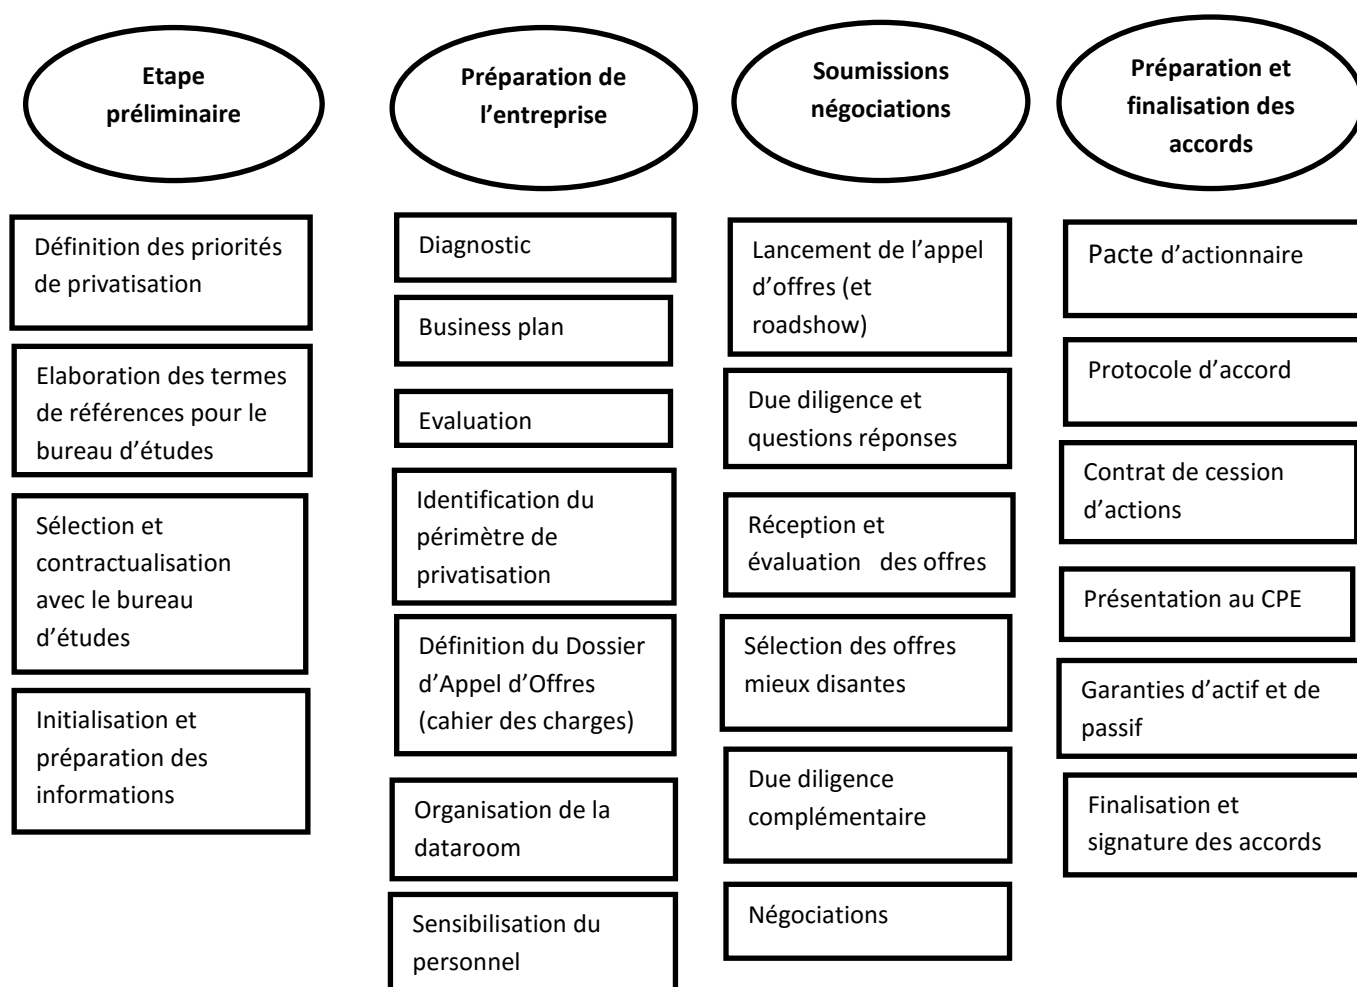 Etape
préliminaire
Définition des priorités
de privatisation
Elaboration des termes
de références pour le
bureau d’études
Sélection et
contractualisation
avec le bureau
d’études
Initialisation et
préparation des
informations
Préparation de
l’entreprise
Diagnostic
Business plan
Evaluation
Identification du
périmètre de
privatisation
Définition du Dossier
d’Appel d’Offres
(cahier des charges)
Organisation de la
dataroom
Sensibilisation du
personnel
Soumissions
négociations
Lancement de l’appel
d’offres (et
roadshow)
Due diligence et
questions réponses
Réception et
évaluation des offres
Sélection des offres
mieux disantes
Due diligence
complémentaire
Négociations
Préparation et
finalisation des
accords
Pacte d’actionnaire
Protocole d’accord
Contrat de cession
d’actions
Présentation au CPE
Garanties d’actif et de
passif
Finalisation et
signature des accords